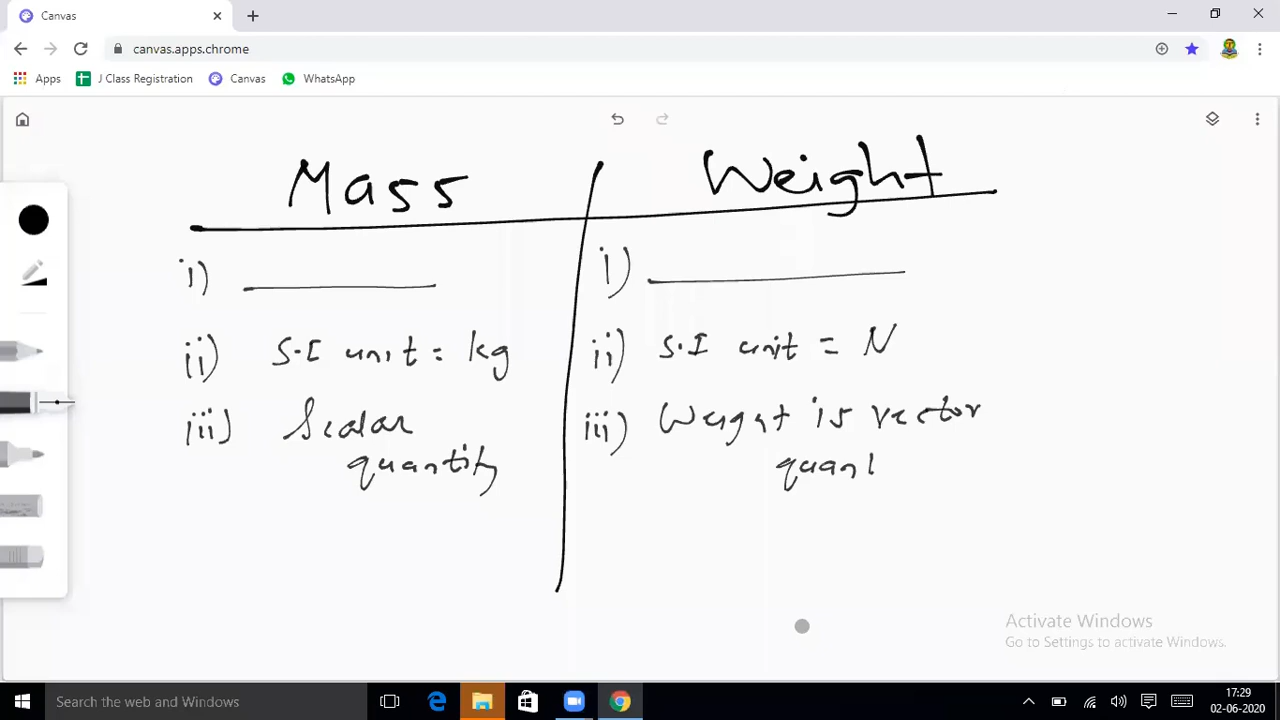 Canvas
canvas.apps.chrome
Apps J Class Registration Canvas WhatsApp
Mass Weight
i) i)
ii) S.I unit = kg ii) S.I unit = N
iii) Scalar iii) Weight is vector
quantity quant
Activate Windows
Go to Settings to activate Windows.
Search the web and Windows
17:29
02-06-2020